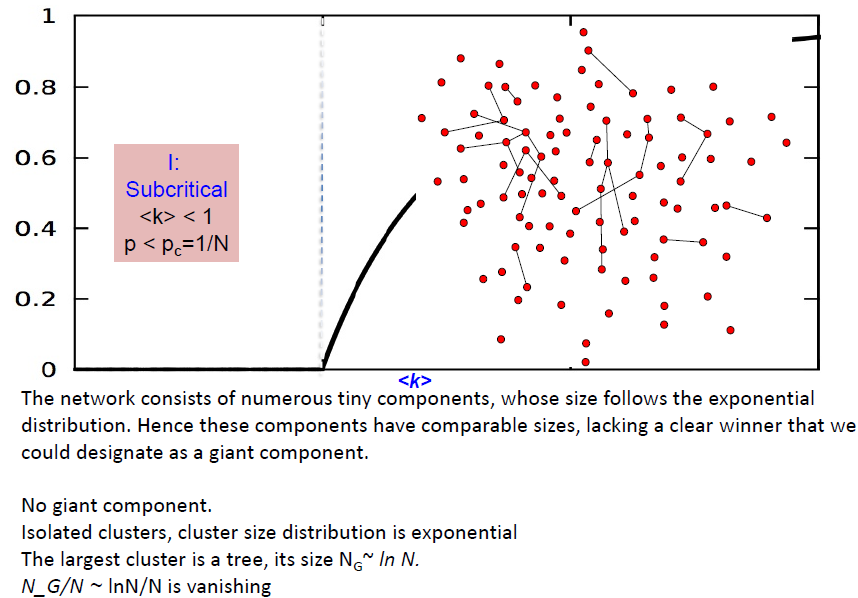 1
0.8
0.6
0.4
0.2
0
I:
Subcritical
<k> < 1
p < pc=1/N
<k>
The network consists of numerous tiny components, whose size follows the exponential
distribution. Hence these components have comparable sizes, lacking a clear winner that we
could designate as a giant component.
No giant component.
Isolated clusters, cluster size distribution is exponential
The largest cluster is a tree, its size NG~ ln N.
N_G/N ~ lnN/N is vanishing